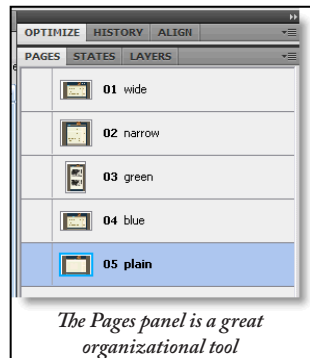 OPTIMIZE HISTORY ALIGN
PAGES STATES LAYERS
01 wide
02 narrow
03 green
04 blue
05 plain
The Pages panel is a great
organizational tool